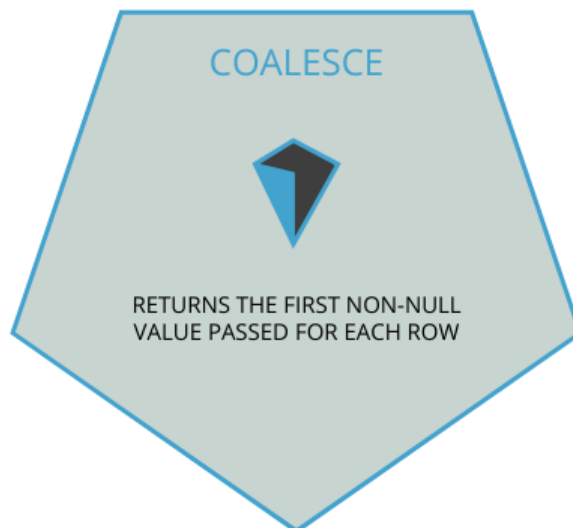 COALESCE
RETURNS THE FIRST NON-NULL
VALUE PASSED FOR EACH ROW